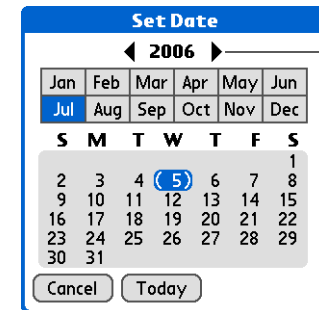 Set Date
2006
Jan Feb Mar Apr May Jun
Jul Aug Sep Oct Nov Dec
S M T W T F S
1
2 3 4 5 6 7 8
9 10 11 12 13 14 15
16 17 18 19 20 21 22
23 24 25 26 27 28 29
30 31
Cancel Today